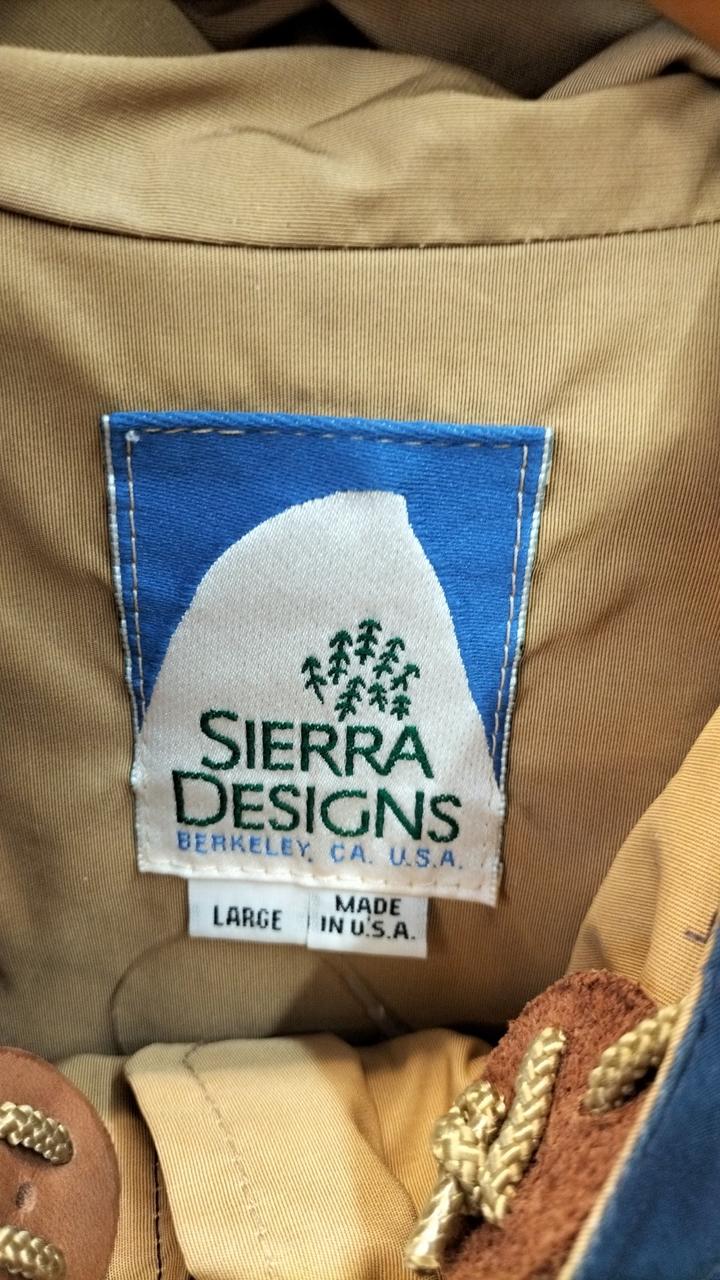 SIERRA
DESIGNS
BERKELEY, CA. U.S.A.
LARGE
MADE
IN U.S.A.